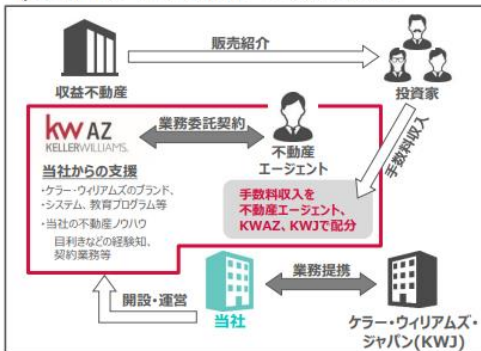 販売紹介
収益不動産
投資家
kw AZ
KELLERWILLIAMS.
業務委託契約
不動産
エージェント
手数料収入
当社からの支援
・ケラー・ウィリアムズのブランド、
・システム、教育プログラム等
・当社の不動産ノウハウ
目利きなどの経験知、
契約業務等
手数料収入を
不動産エージェント、
KWAZ、KWJで配分
開設・運営
当社
業務提携
ケラー・ウィリアムズ・
ジャパン(KWJ)